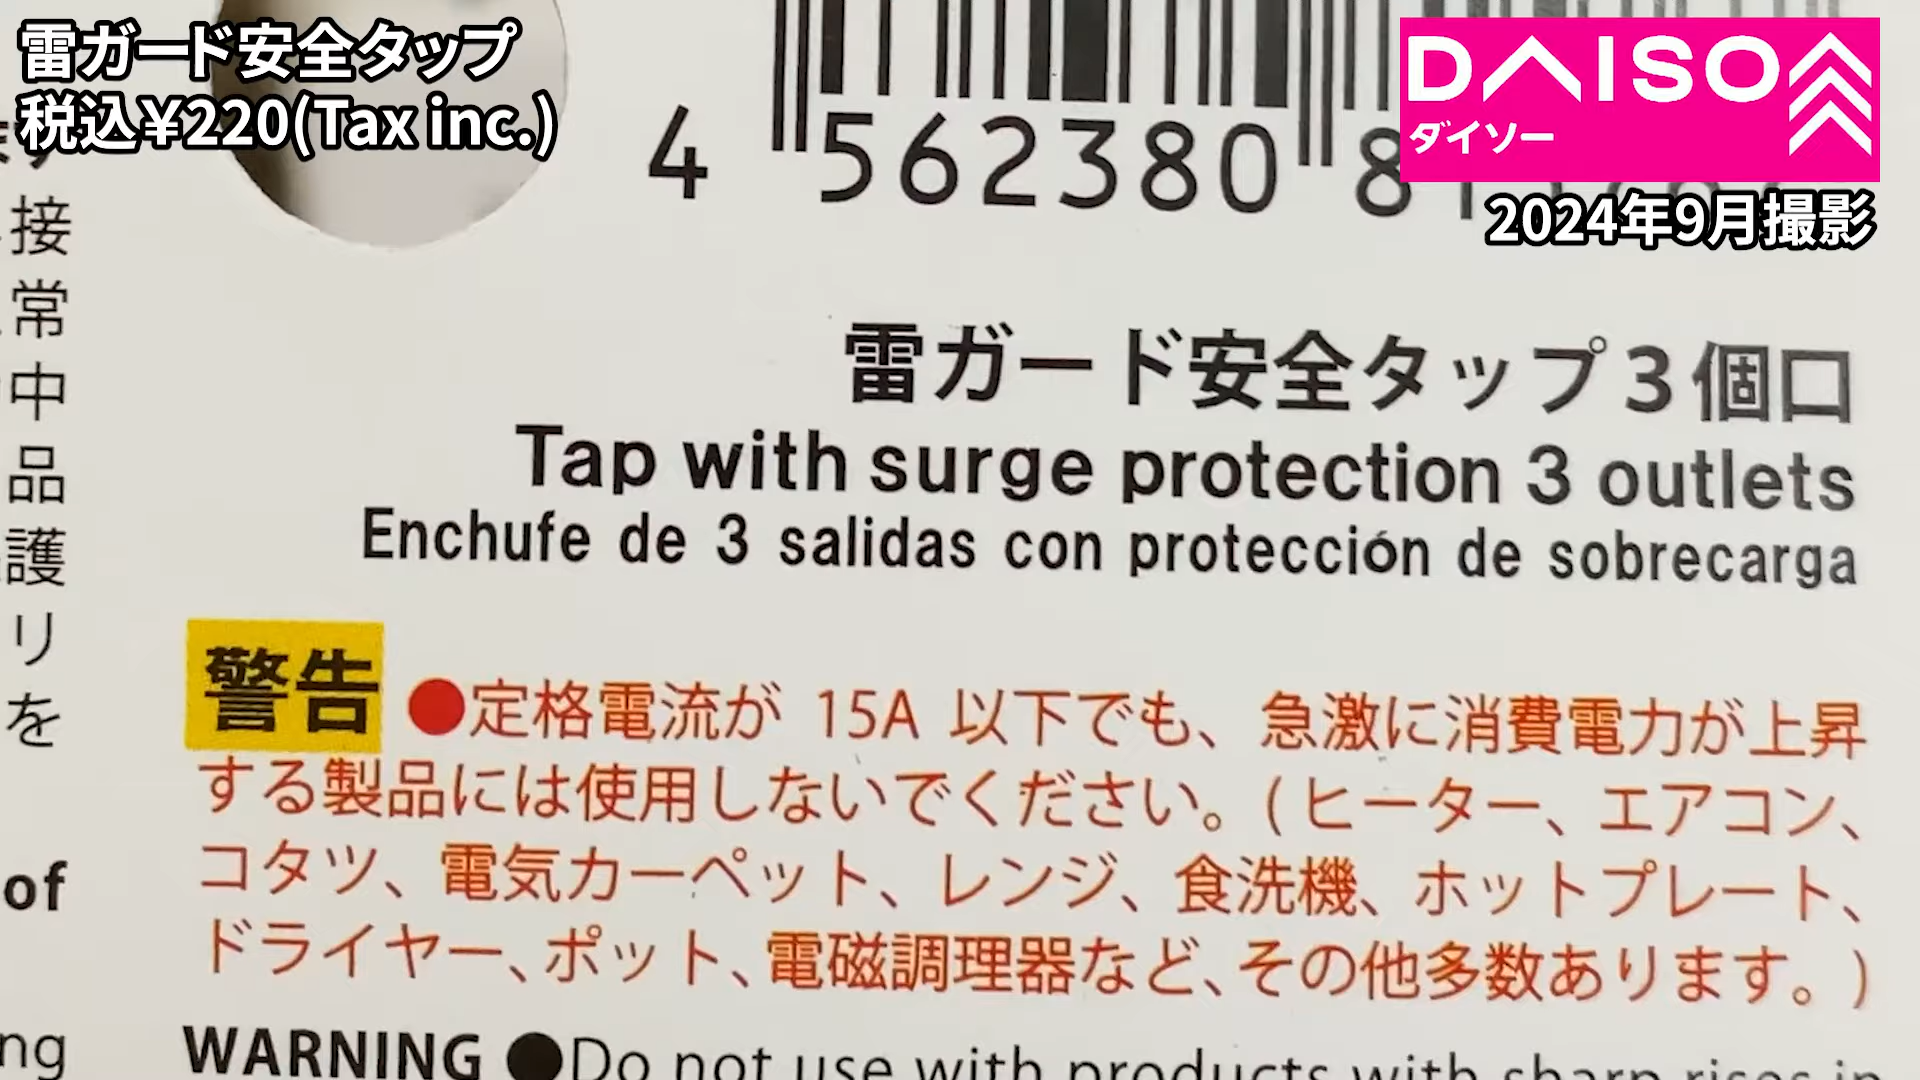 雷ガード安全タップ
税込¥220(Tax inc.)
DAISO
ダイソー
2024年9月撮影
4 562380 8
雷ガード安全タップ3個口
Tap with surge protection 3 outlets
Enchufe de 3 salidas con protección de sobrecarga
警告 ●定格電流が 15A 以下でも、急激に消費電力が上昇
する製品には使用しないでください。(ヒーター、エアコン、
コタツ、電気カーペット、レンジ、食洗機、ホットプレート、
ドライヤー、ポット、電磁調理器など、その他多数あります。)
WARNING ●Do not use with products with sharp rises in
接
常
中
品
護
リ
を
of
ng